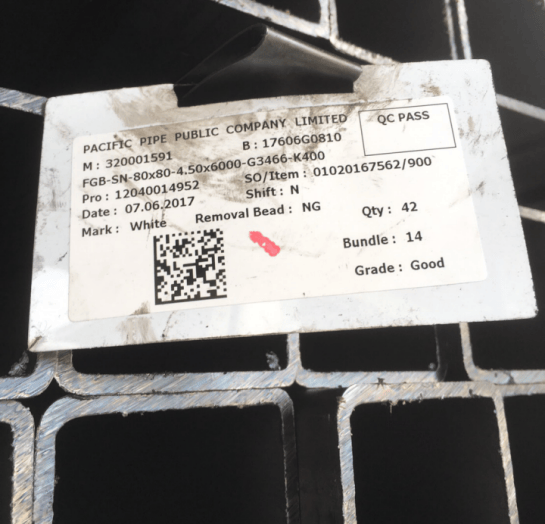 PACIFIC PIPE PUBLIC COMPANY LIMITED
QC PASS
M : 320001591 B : 17606G0810
FGB-SN-80x80-4.50x6000-G3466-K400
Pro : 12040014952 SO/Item : 01020167562/900
Date : 07.06.2017 Shift : N
Mark : White Removal Bead : NG Qty : 42
Bundle : 14
Grade : Good